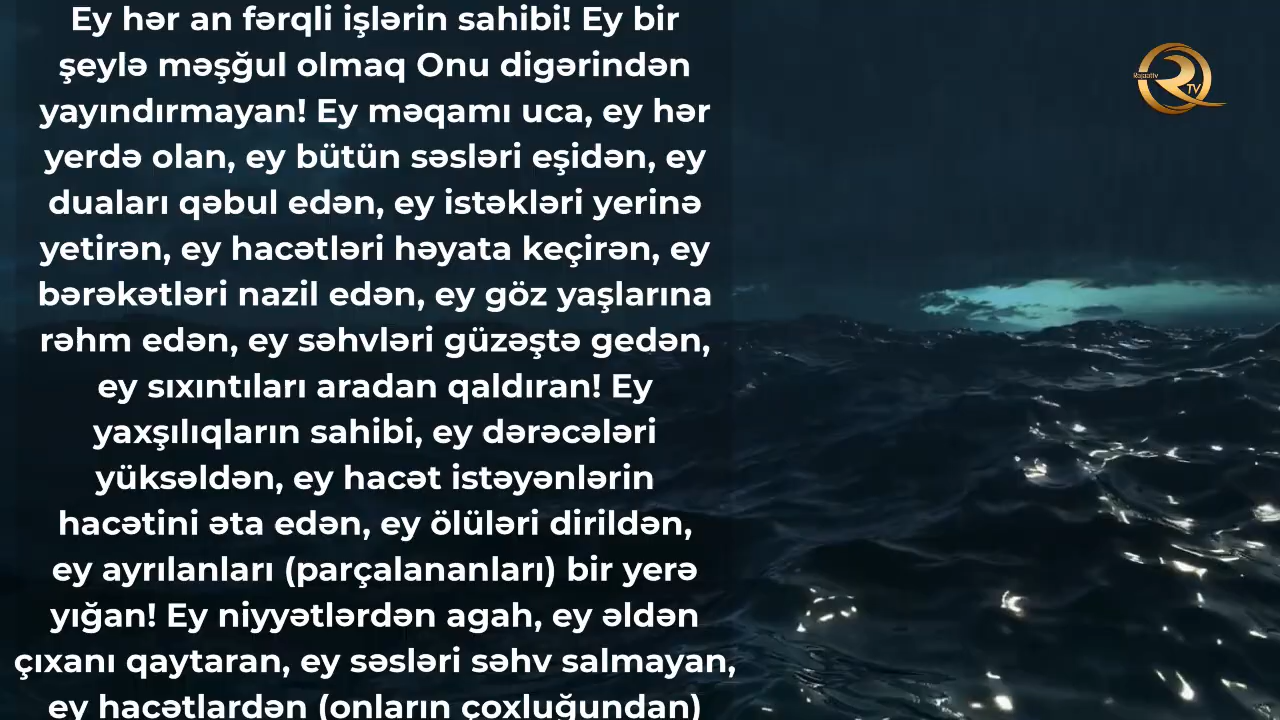 Ey hər an fərqli işlərin sahibi! Ey bir
şeylə məşğul olmaq Onu digərindən
yayındırmayan! Ey məqamı uca, ey hər
yerdə olan, ey bütün səsləri eşidən, ey
duaları qəbul edən, ey istəkləri yerinə
yetirən, ey hacətləri həyata keçirən, ey
bərəkətləri nazil edən, ey göz yaşlarına
rəhm edən, ey səhvləri güzəştə gedən,
ey sıxıntıları aradan qaldıran! Ey
yaxşılıqların sahibi, ey dərəcələri
yüksəldən, ey hacət istəyənlərin
hacətini əta edən, ey ölüləri dirildən,
ey ayrılanları (parçalananları) bir yerə
yığan! Ey niyyətlərdən agah, ey əldən
çıxanı qaytaran, ey səsləri səhv salmayan,
ey hacətlardən (onların çoxluğundan)
Rəşaəttv
TV